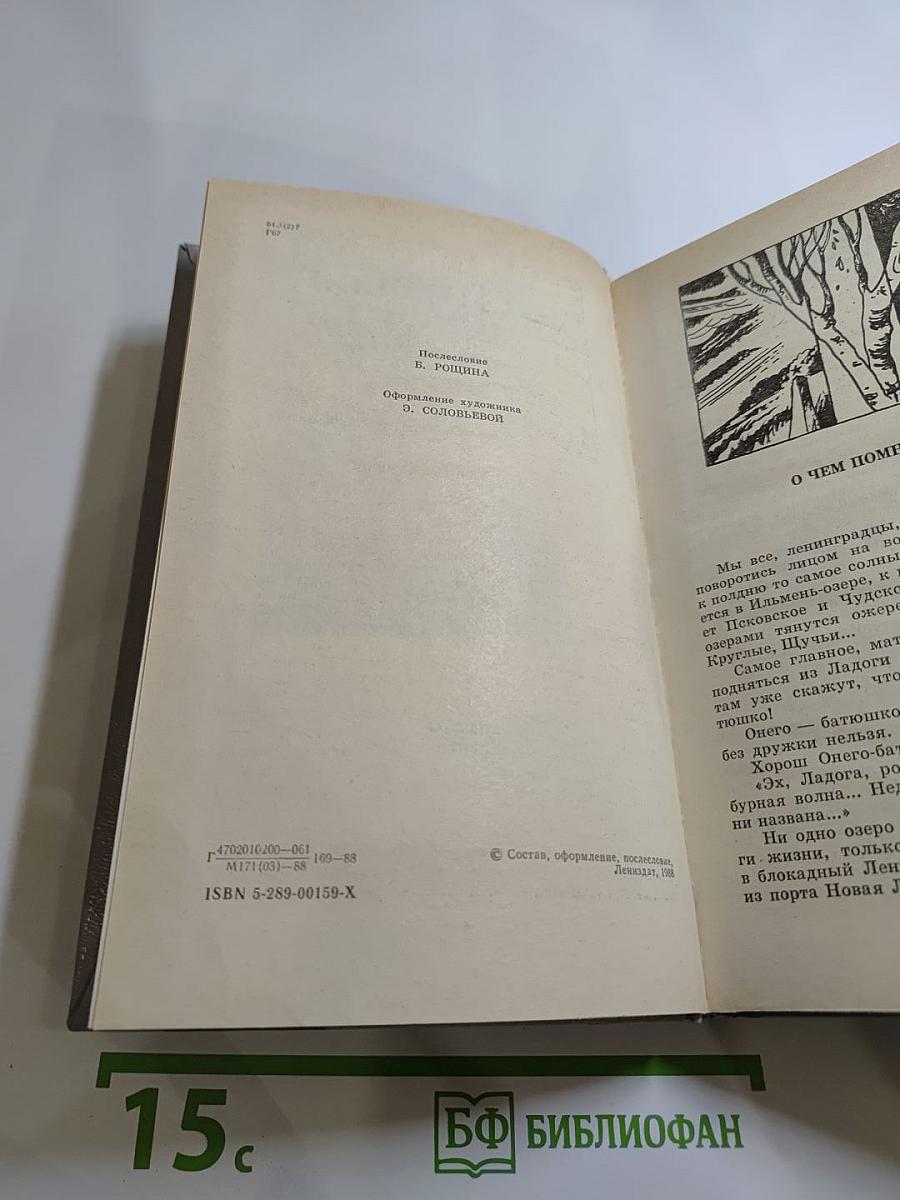 84.3(2)7
Г67
Послесловие
Б. РОЩИНА
Оформление художника
Э. СОЛОВЬЕВОЙ
Г 4702010200—061
М171(03)—88 169—88
ISBN 5-289-00159-X
© Состав, оформление, послесловие,
Лениздат, 1988
О ЧЕМ ПОМН
Мы все, ленинградцы,
поворотись лицом на во
к полдню то самое солны
ется в Ильмень-озере, к
ет Псковское и Чудско
озерами тянутся ожере
Круглые, Щучьи...
Самое главное, мат
подняться из Ладоги
там уже скажут, что
тюшко!
Онего — батюшко
без дружки нельзя.
Хорош Онего-бат
«Эх, Ладога, ро
бурная волна... Нед
ни названа...»
Ни одно озеро
ги жизни, только
в блокадный Лен
из порта Новая Л
15 с
БФ БИБЛИОФАН